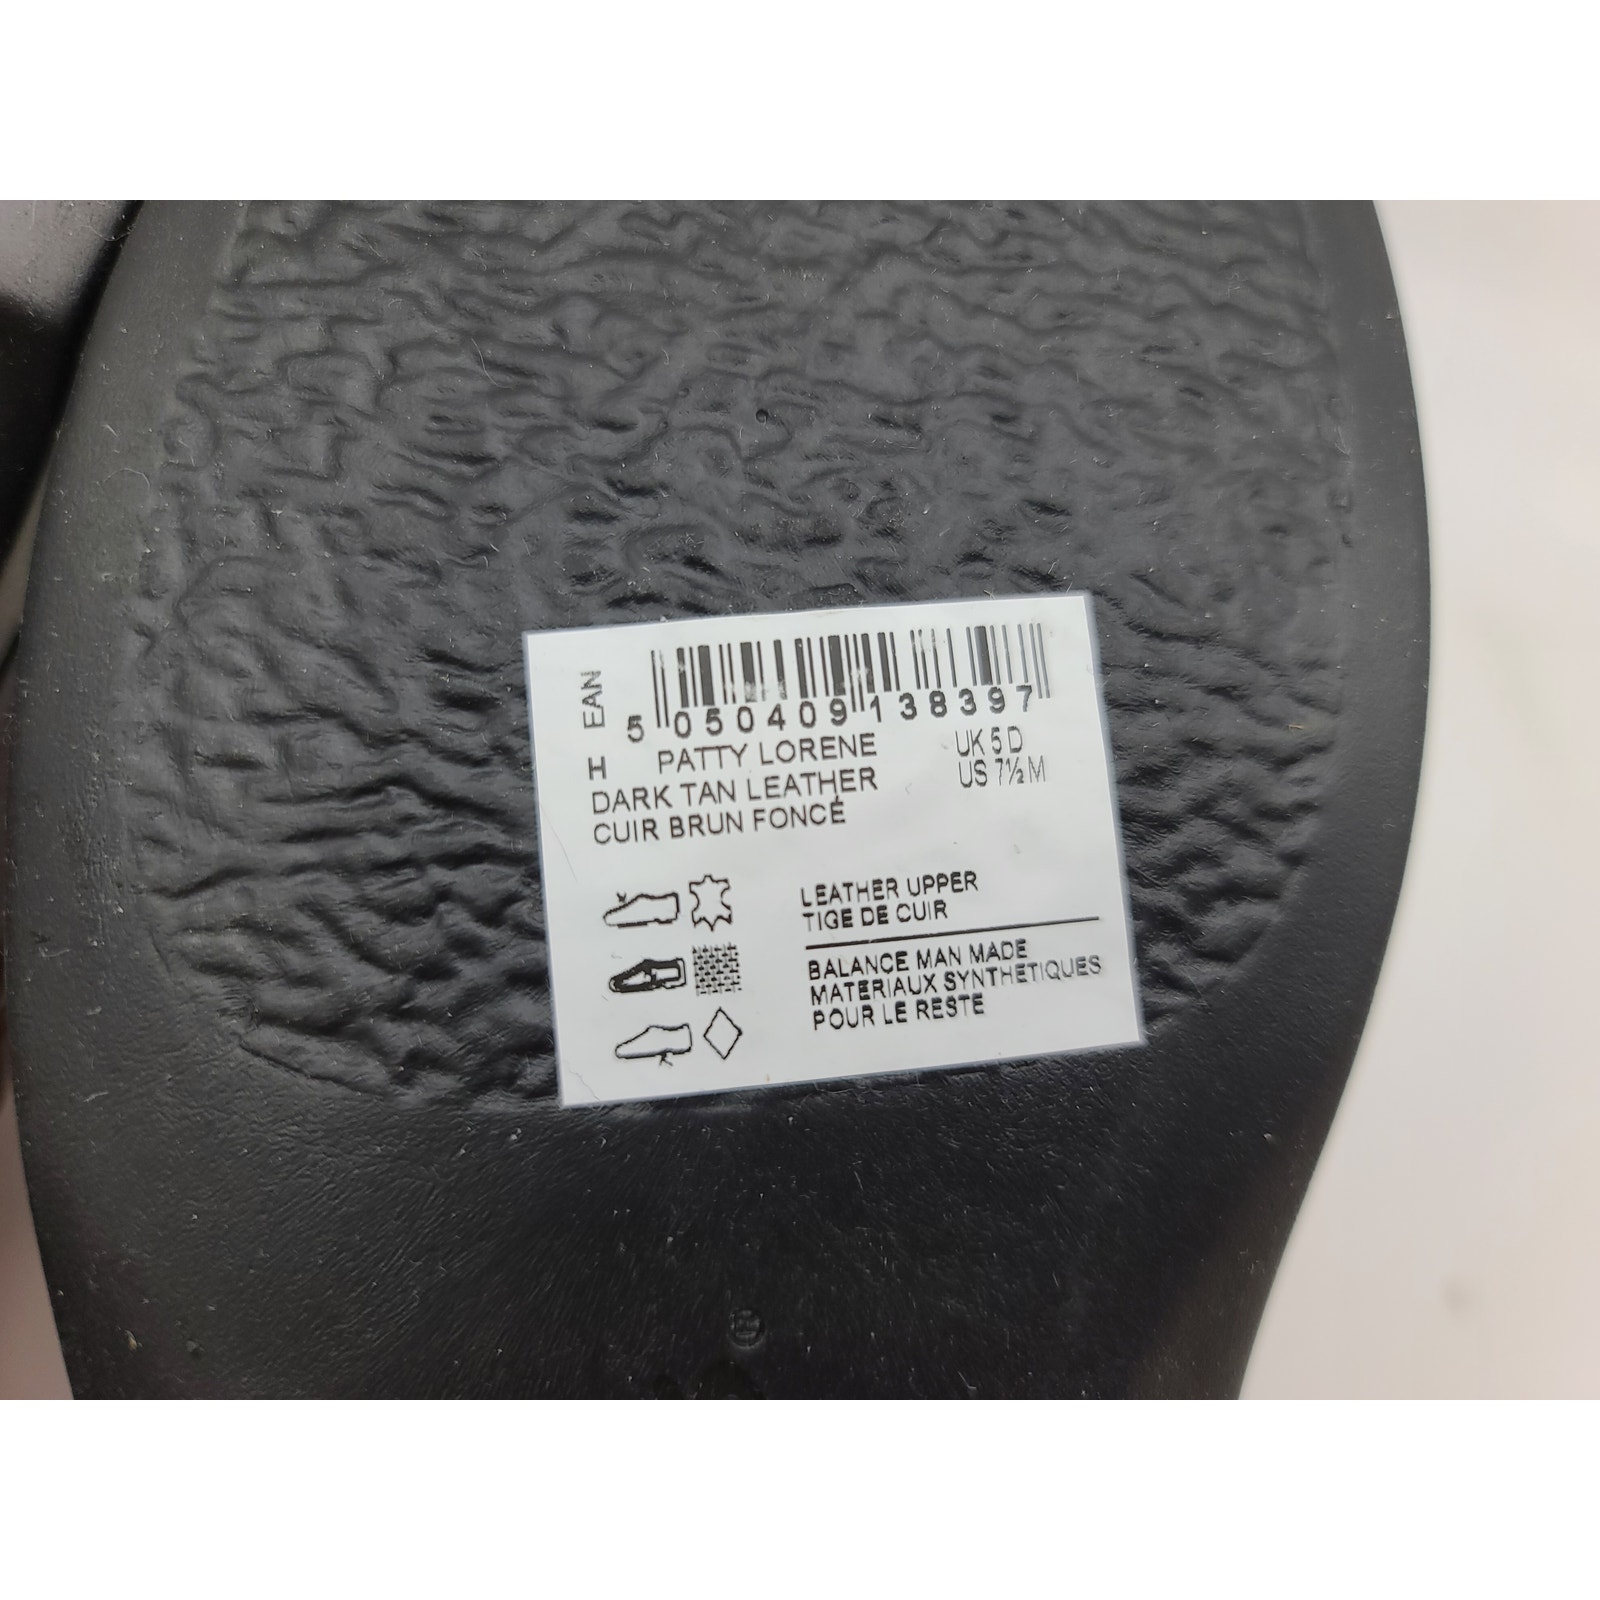 EAN
5 050409 138397
H PATTY LORENE UK 5 D
DARK TAN LEATHER US 7½ M
CUIR BRUN FONCÉ
LEATHER UPPER
TIGE DE CUIR
BALANCE MAN MADE
MATERIAUX SYNTHETIQUES
POUR LE RESTE